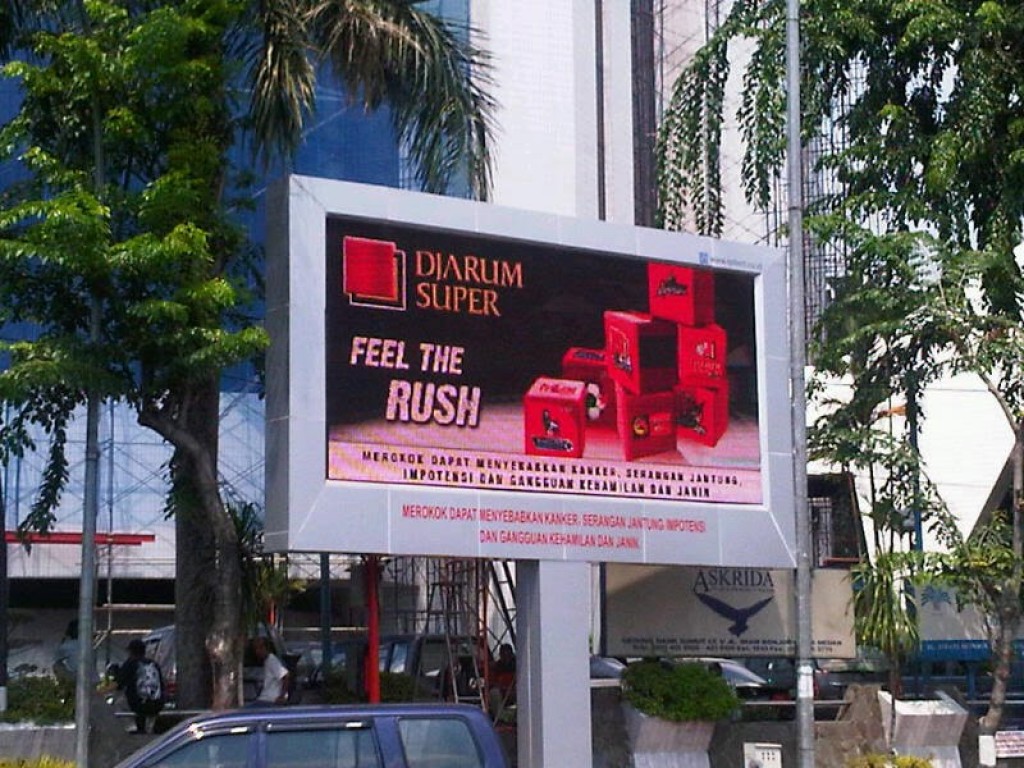 DJARUM
SUPER
FEEL THE
RUSH
MEROKOK DAPAT MENYEBABKAN KANKER, SERANGAN JANTUNG,
IMPOTENSI DAN GANGGUAN KEHAMILAN DAN JANIN
MEROKOK DAPAT MENYEBABKAN KANKER, SERANGAN JANTUNG IMPOTENSI
DAN GANGGUAN KEHAMILAN DAN JANIN.
ASKRIDA
MEDAN